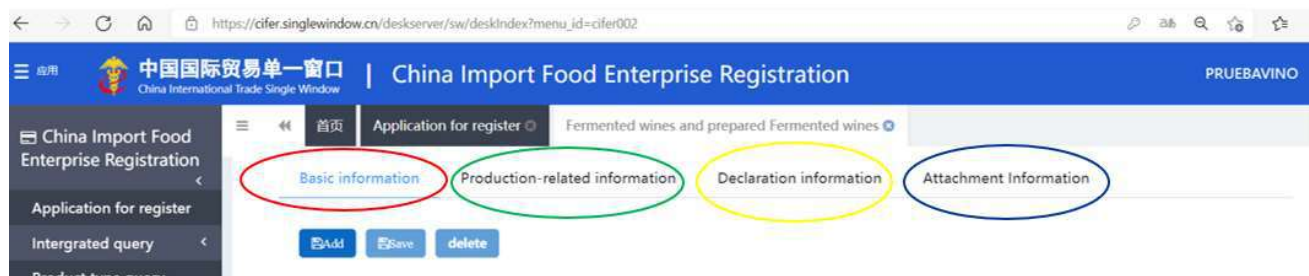 https://cifer.singlewindow.cn/deskserver/sw/deskIndex?menu_id=cifer002
应用
中国国际贸易单一窗口
China International Trade Single Window
| China Import Food Enterprise Registration
PRUEBAVINO
China Import Food
Enterprise Registration
首页
Application for register
Fermented wines and prepared Fermented wines
Basic information
Production-related information
Declaration information
Attachment Information
Application for register
Intergrated query
Add
Save
delete